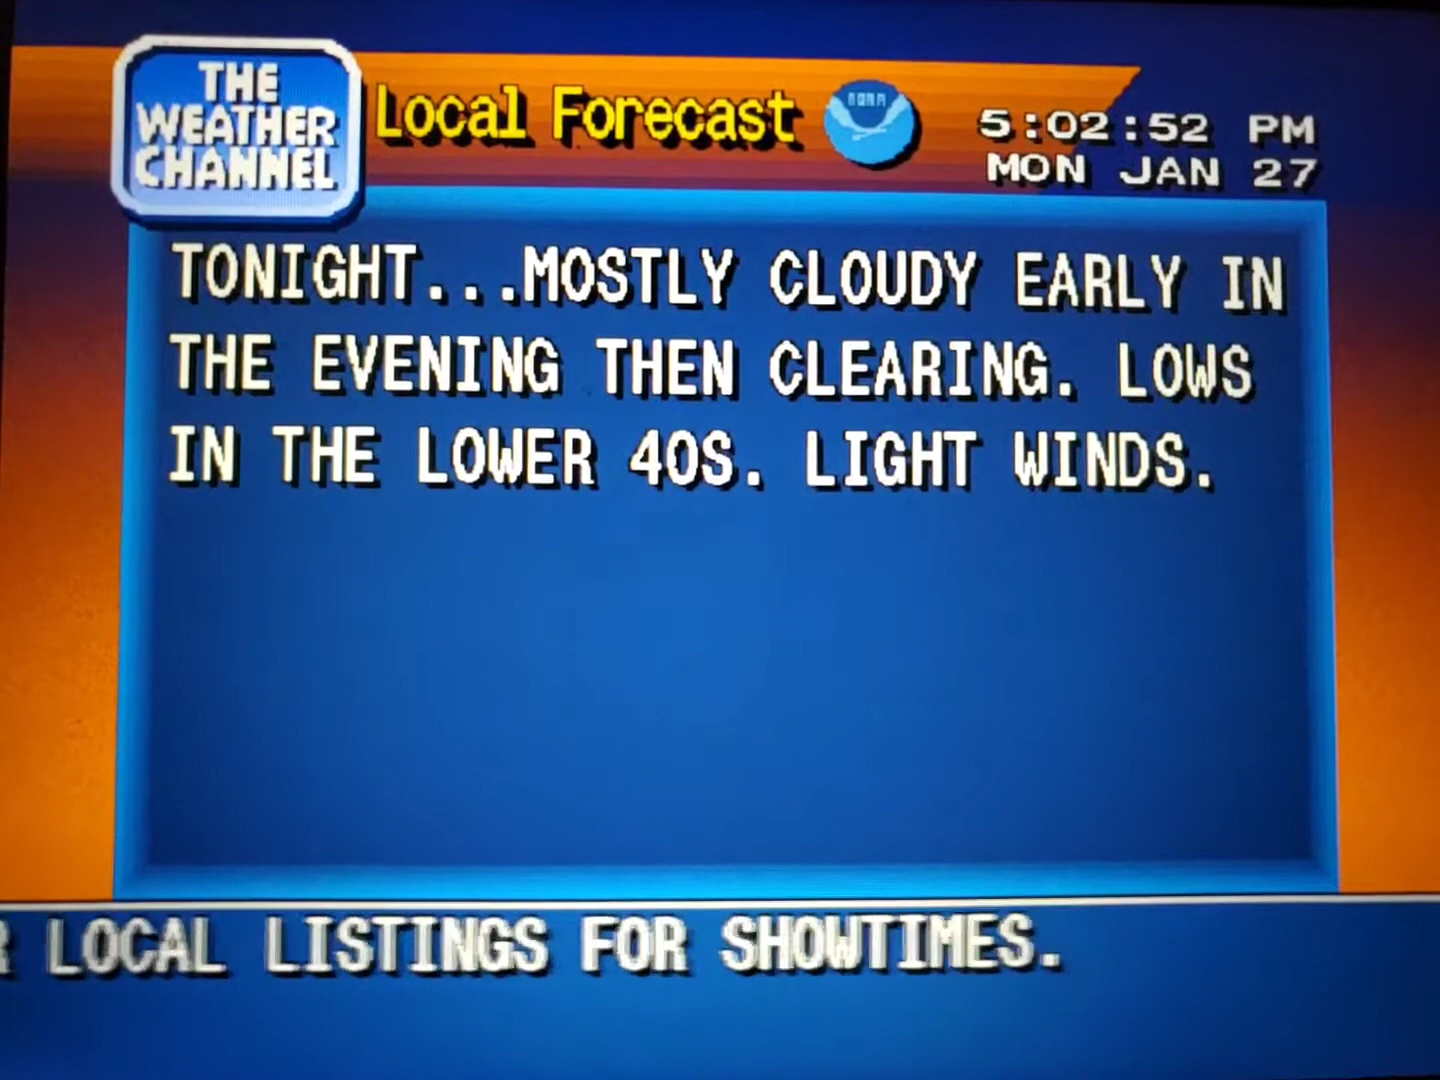 THE
WEATHER
CHANNEL
Local Forecast
NOAA
5:02:52 PM
MON JAN 27
TONIGHT...MOSTLY CLOUDY EARLY IN
THE EVENING THEN CLEARING. LOWS
IN THE LOWER 40S. LIGHT WINDS.
LOCAL LISTINGS FOR SHOWTIMES.